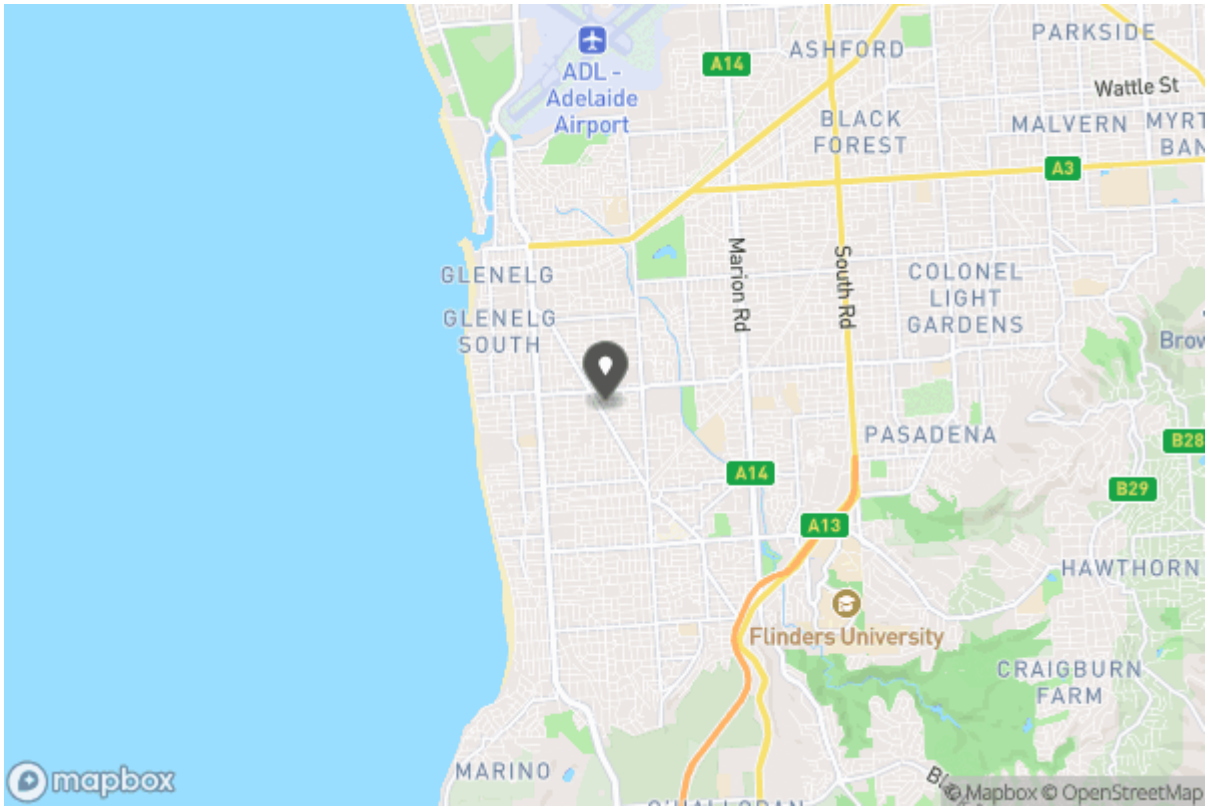 PARKSIDE
ASHFORD
A14
ADL -
Adelaide
Airport
Wattle St
BLACK
FOREST
MALVERN
A3
Marion Rd
South Rd
GLENELG
COLONEL
LIGHT
GARDENS
GLENELG
SOUTH
PASADENA
B28
A14
B29
A13
HAWTHORN
Flinders University
CRAIGBURN
FARM
MARINO
mapbox
© Mapbox © OpenStreetMap